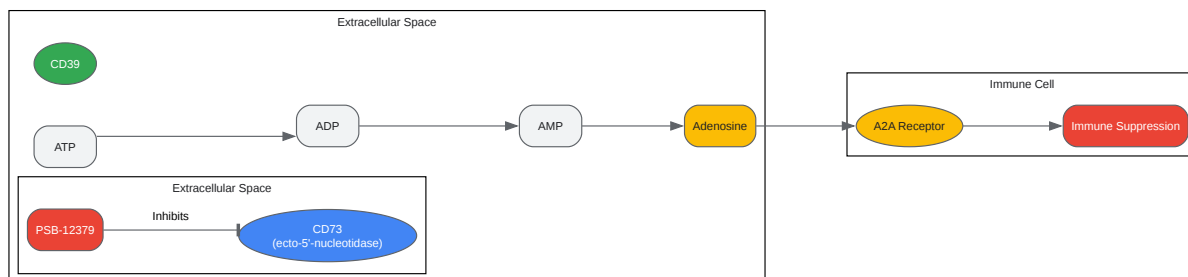 Extracellular Space
CD39
ATP
ADP
AMP
Adenosine
Immune Cell
A2A Receptor
Immune Suppression
Extracellular Space
PSB-12379
Inhibits
CD73
(ecto-5'-nucleotidase)